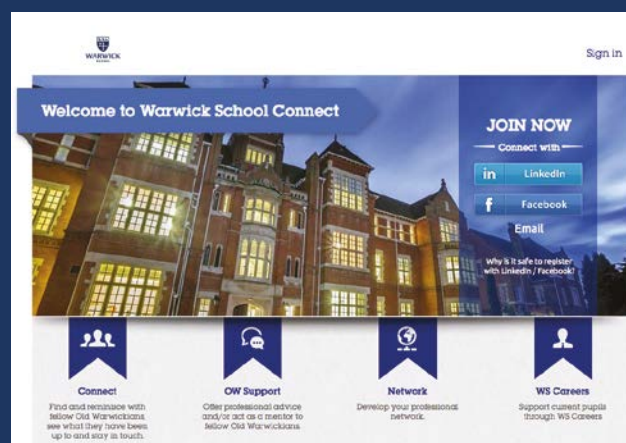 WARWICK
Sign in
Welcome to Warwick School Connect
JOIN NOW
Connect with
in LinkedIn
f Facebook
Email
Why is it safe to register
with LinkedIn / Facebook?
Connect
Find and reminisce with
fellow Old Warwickians,
see what they have been
up to and stay in touch.
OW Support
Offer professional advice
and/or act as a mentor to
fellow Old Warwickians.
Network
Develop your professional
network.
WS Careers
Support current pupils
through WS Careers